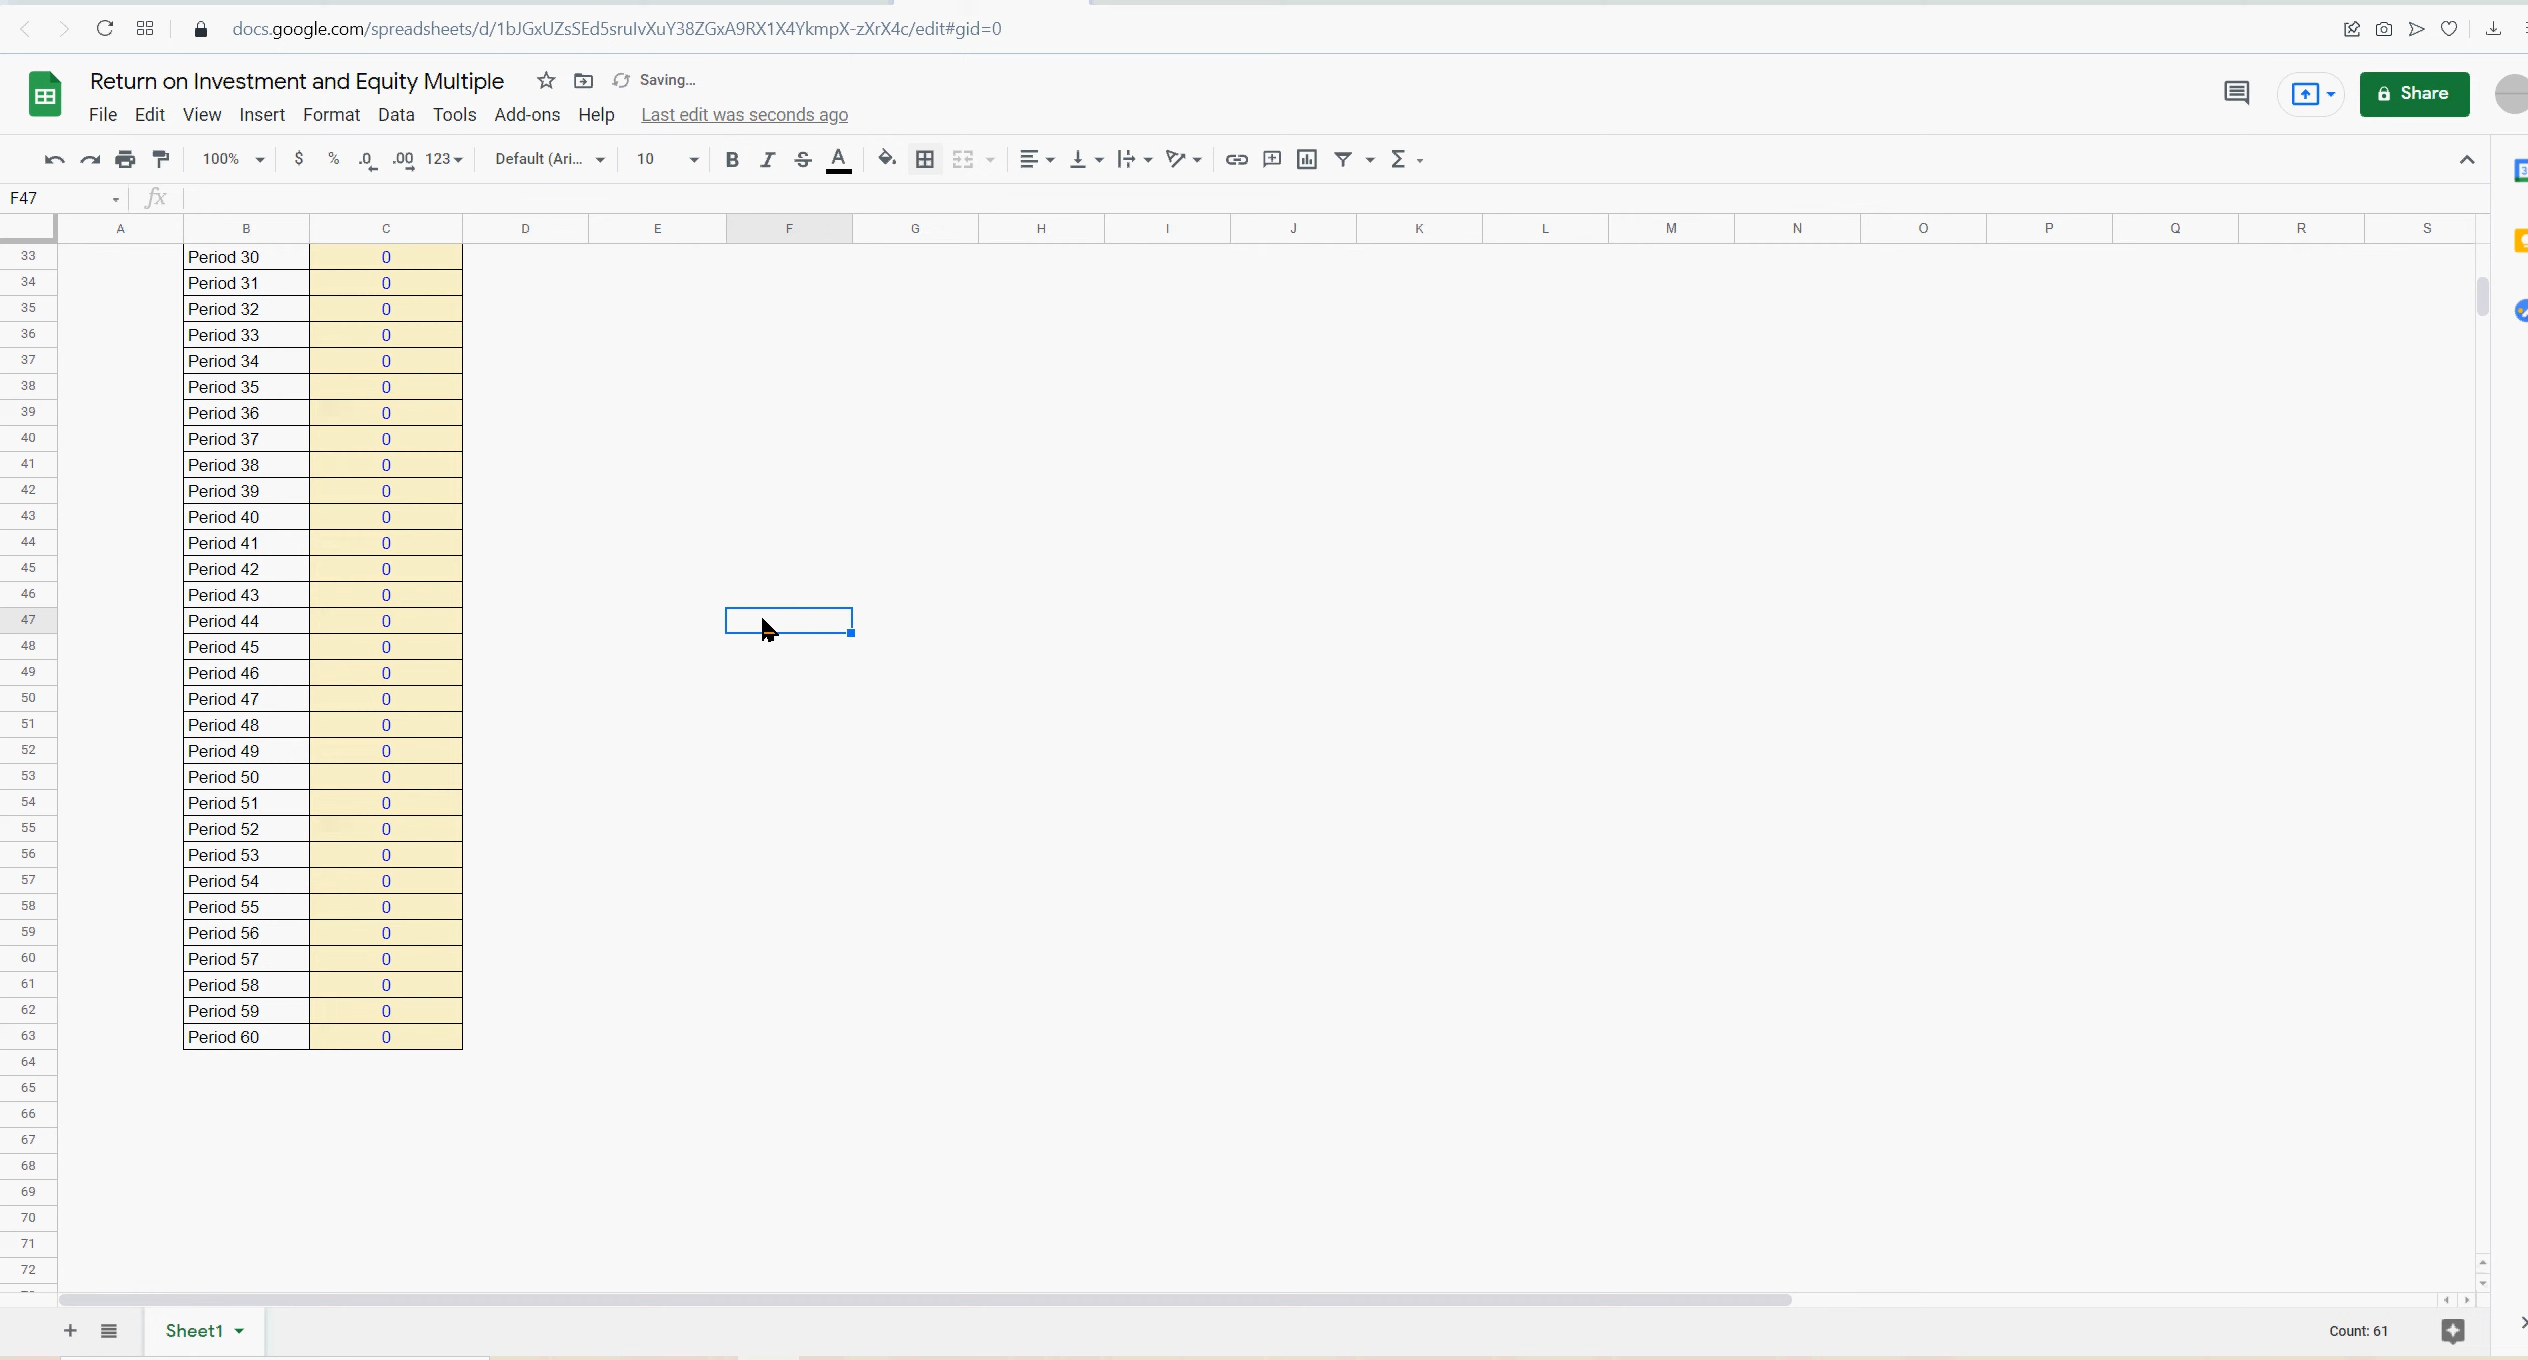 docs.google.com/spreadsheets/d/1bJGxUZsSEd5sruIvXuY38ZGxA9RX1X4YkmpX-zXrX4c/edit#gid=0
Return on Investment and Equity Multiple Saving...
File Edit View Insert Format Data Tools Add-ons Help Last edit was seconds ago
Share
100% $ % .0 .00 123 Default (Ari... 10 B I S A Σ
F47 fx
A B C D E F G H I J K L M N O P Q R S
33 Period 30 0
34 Period 31 0
35 Period 32 0
36 Period 33 0
37 Period 34 0
38 Period 35 0
39 Period 36 0
40 Period 37 0
41 Period 38 0
42 Period 39 0
43 Period 40 0
44 Period 41 0
45 Period 42 0
46 Period 43 0
47 Period 44 0
48 Period 45 0
49 Period 46 0
50 Period 47 0
51 Period 48 0
52 Period 49 0
53 Period 50 0
54 Period 51 0
55 Period 52 0
56 Period 53 0
57 Period 54 0
58 Period 55 0
59 Period 56 0
60 Period 57 0
61 Period 58 0
62 Period 59 0
63 Period 60 0
64
65
66
67
68
69
70
71
72
Sheet1 Count: 61